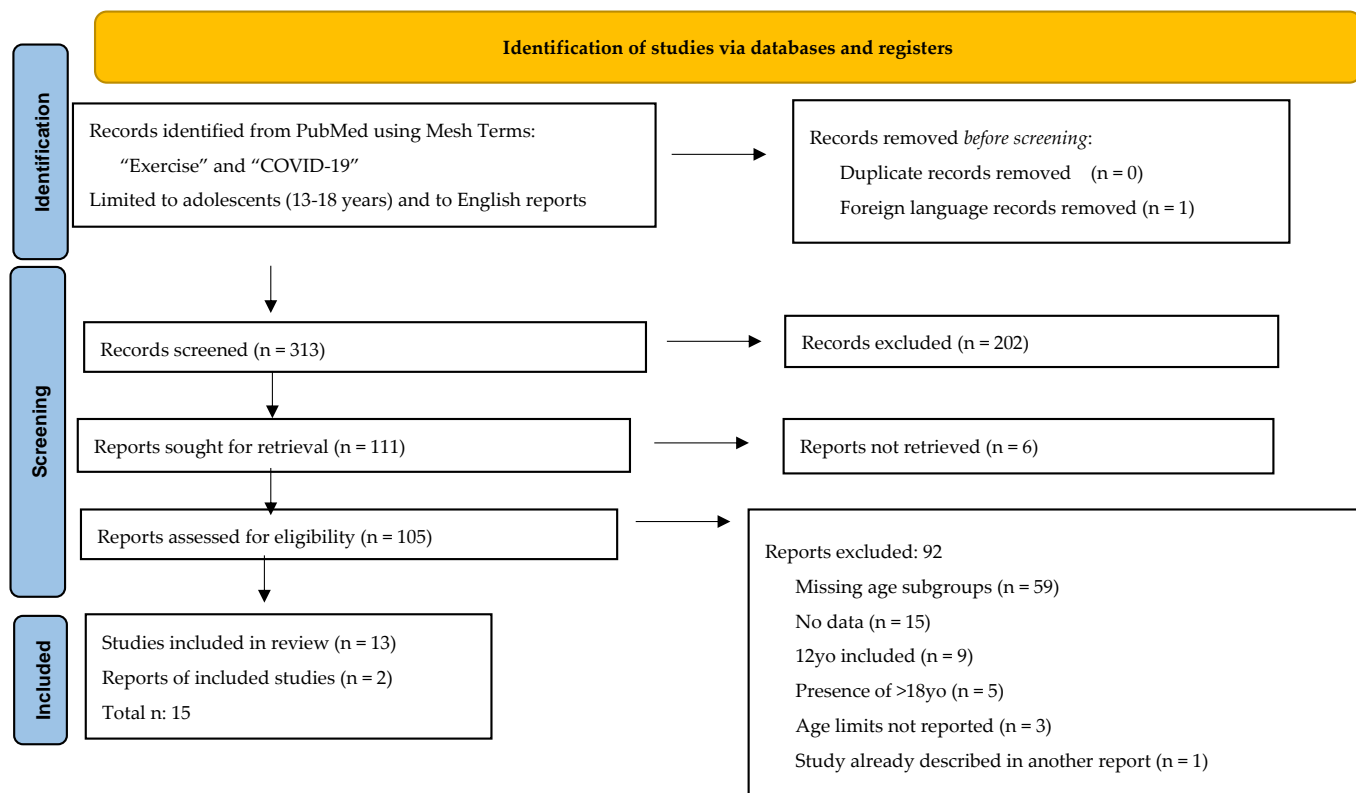 Identification of studies via databases and registers
Identification
Records identified from PubMed using Mesh Terms:
“Exercise” and “COVID-19”
Limited to adolescents (13-18 years) and to English reports
Records removed before screening:
Duplicate records removed (n = 0)
Foreign language records removed (n = 1)
Screening
Records screened (n = 313)
Records excluded (n = 202)
Reports sought for retrieval (n = 111)
Reports not retrieved (n = 6)
Reports assessed for eligibility (n = 105)
Reports excluded: 92
Missing age subgroups (n = 59)
No data (n = 15)
12yo included (n = 9)
Presence of >18yo (n = 5)
Age limits not reported (n = 3)
Study already described in another report (n = 1)
Included
Studies included in review (n = 13)
Reports of included studies (n = 2)
Total n: 15